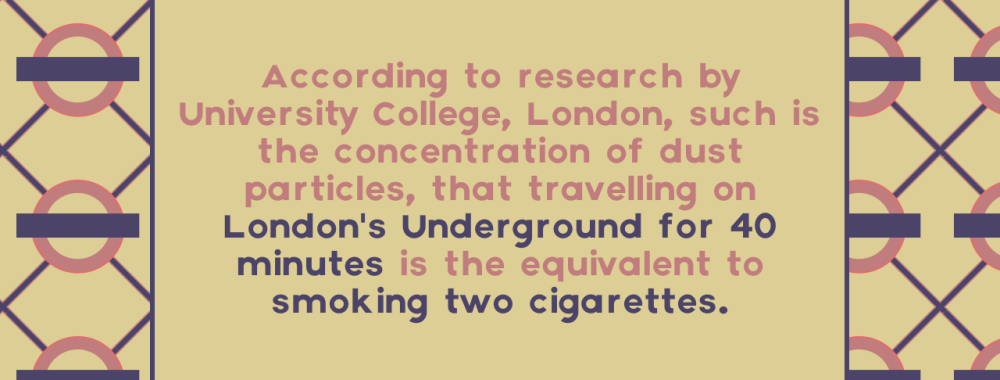 According to research by
University College, London, such is
the concentration of dust
particles, that travelling on
London's Underground for 40
minutes is the equivalent to
smoking two cigarettes.